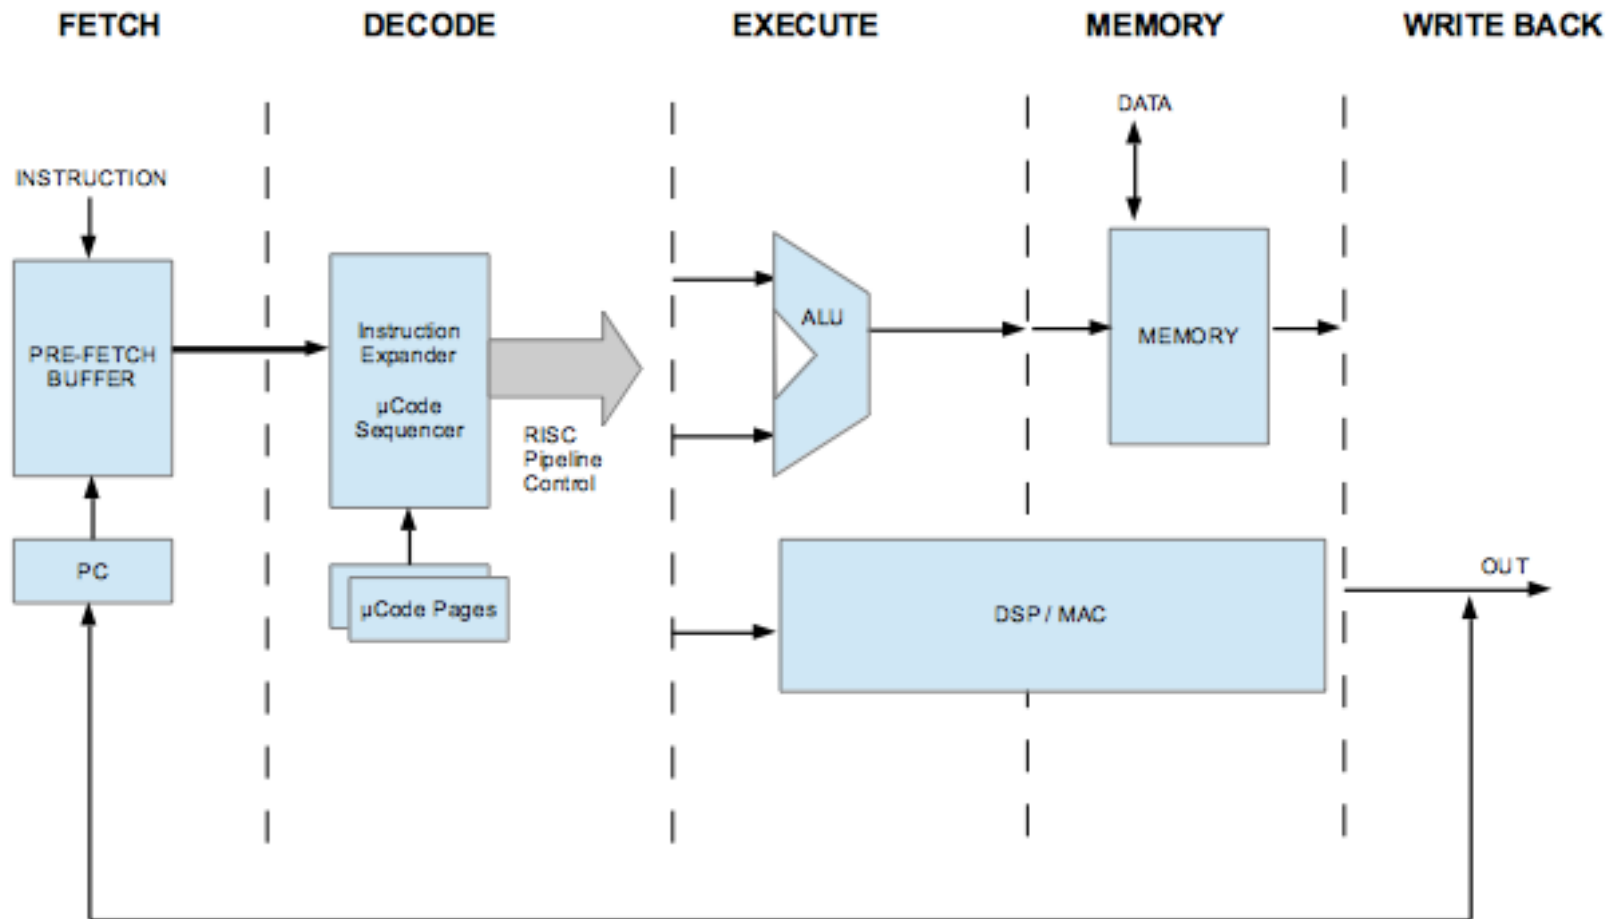 FETCH
DECODE
EXECUTE
MEMORY
WRITE BACK
INSTRUCTION
PRE-FETCH
BUFFER
PC
Instruction
Expander
µCode
Sequencer
RISC
Pipeline
Control
µCode Pages
ALU
DATA
MEMORY
DSP / MAC
OUT